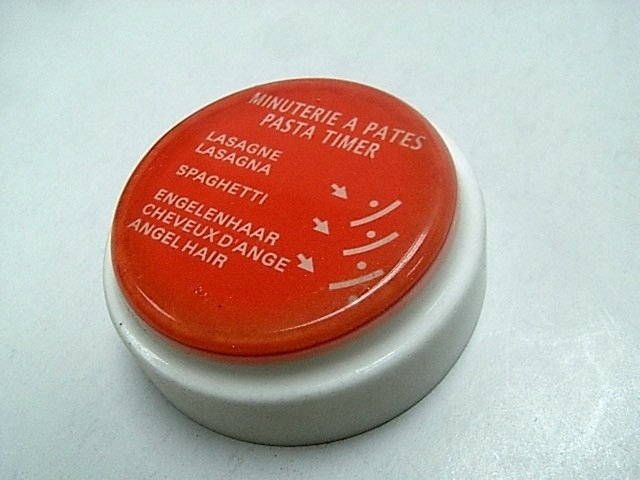 MINUTERIE A PATES
PASTA TIMER
LASAGNE
LASAGNA
SPAGHETTI
ENGELENHAAR
CHEVEUX D'ANGE
ANGEL HAIR